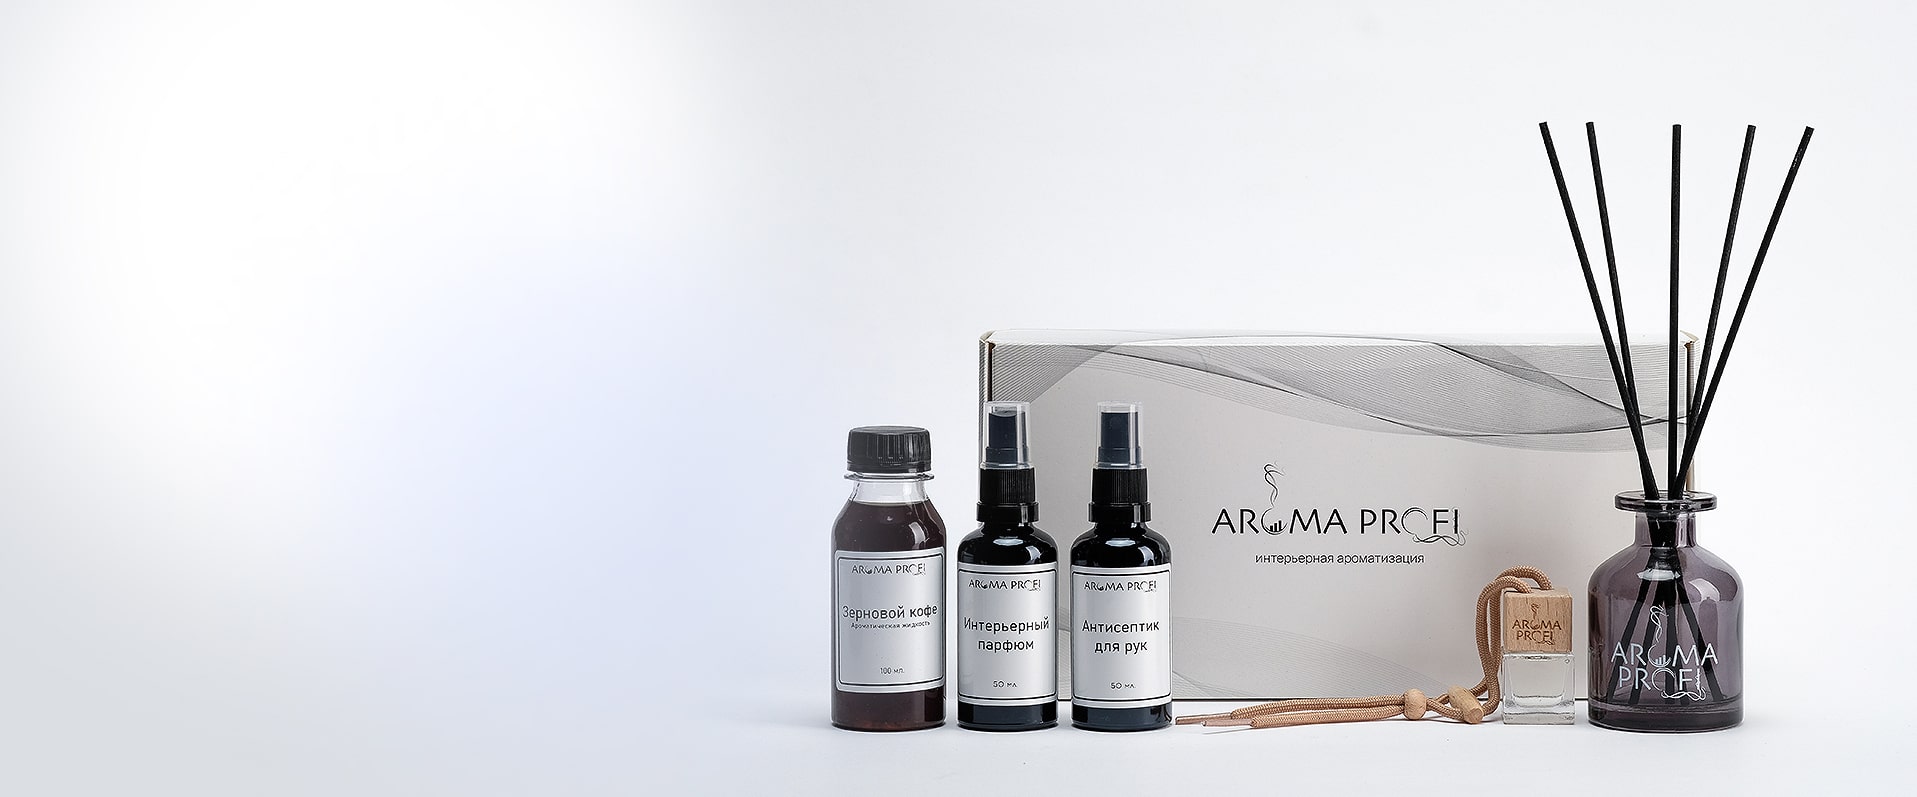 AROMA PROFI
интерьерная ароматизация
AROMA PROFI
Зерновой кофе
Ароматическая жидкость
100 мл.
AROMA PROFI
Интерьерный
парфюм
50 мл.
AROMA PROFI
Антисептик
для рук
50 мл.
AROMA
PROFI
AROMA
PROFI